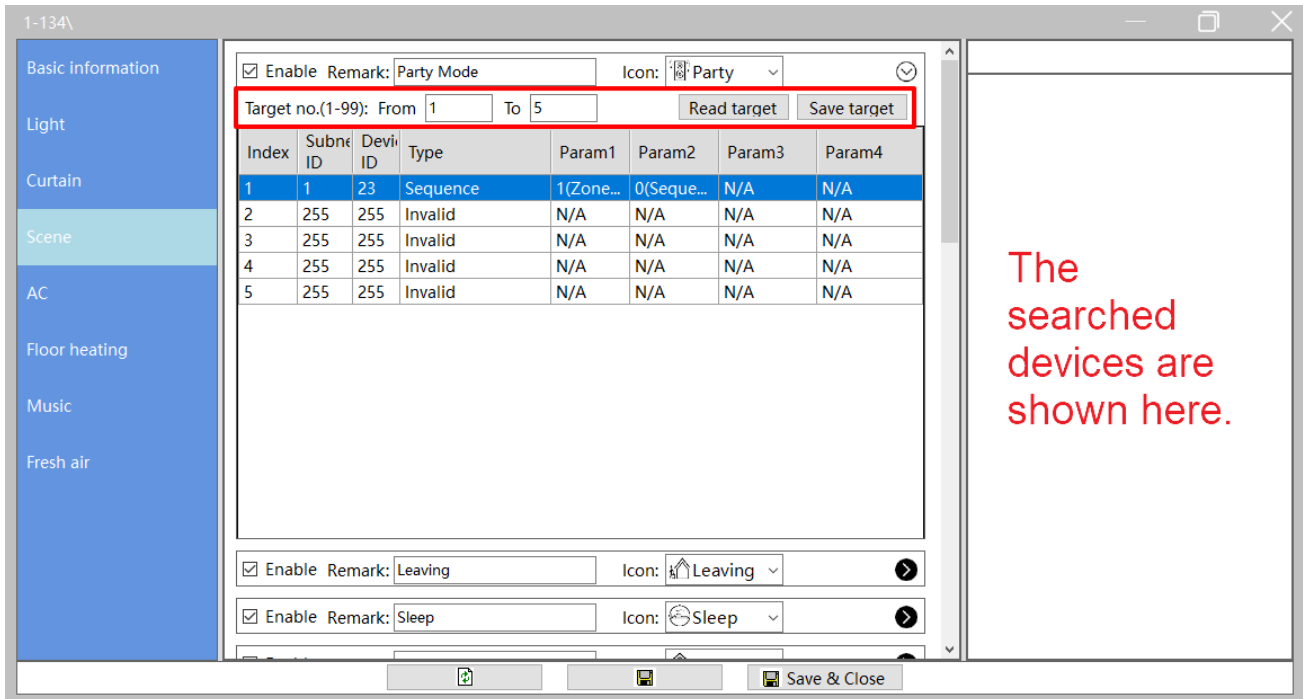 1-134\
Basic information
Light
Curtain
Scene
AC
Floor heating
Music
Fresh air
Enable Remark: Party Mode Icon: Party
Target no.(1-99): From 1 To 5 Read target Save target
Index Subne ID Devi ID Type Param1 Param2 Param3 Param4
1 1 23 Sequence 1(Zone... 0(Seque... N/A N/A
2 255 255 Invalid N/A N/A N/A N/A
3 255 255 Invalid N/A N/A N/A N/A
4 255 255 Invalid N/A N/A N/A N/A
5 255 255 Invalid N/A N/A N/A N/A
Enable Remark: Leaving Icon: Leaving
Enable Remark: Sleep Icon: Sleep
The
searched
devices are
shown here.
Save & Close